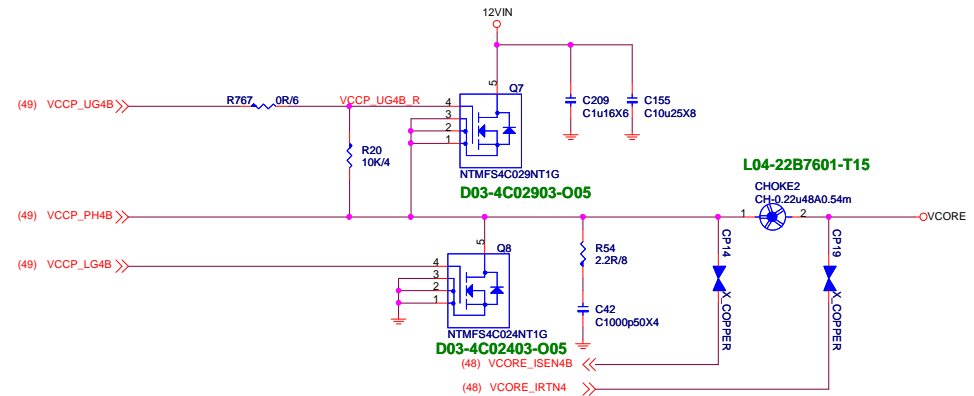 12VIN
(49) VCCP_UG4B
R767 0R/6
VCCP_UG4B_R
R20
10K/4
5
Q7
4
3
2
1
NTMFS4C029NT1G
D03-4C02903-O05
C209
C1u16X6
C155
C10u25X8
L04-22B7601-T15
CHOKE2
CH-0.22u48A0.54m
(49) VCCP_PH4B
1
2
VCORE
(49) VCCP_LG4B
5
Q8
4
3
2
1
NTMFS4C024NT1G
D03-4C02403-O05
R54
2.2R/8
C42
C1000p50X4
CP14
X_COPPER
CP19
X_COPPER
(48) VCORE_ISEN4B
(48) VCORE_IRTN4